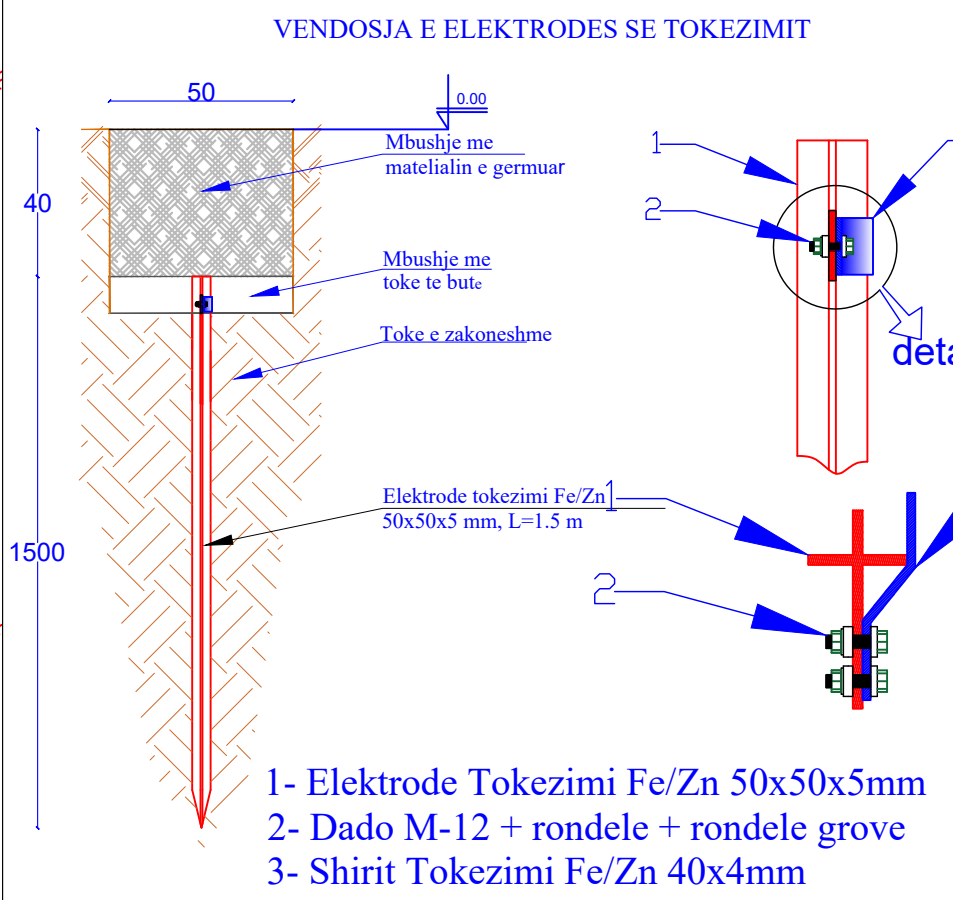 VENDOSJA E ELEKTRODES SE TOKEZIMIT
50
0.00
Mbushje me
matelialin e germuar
40
Mbushje me
toke te bute
Toke e zakoneshme
Elektrode tokezimi Fe/Zn
50x50x5 mm, L=1.5 m
1500
1
2
deta
1
2
1- Elektrode Tokezimi Fe/Zn 50x50x5mm
2- Dado M-12 + rondele + rondele grove
3- Shirit Tokezimi Fe/Zn 40x4mm